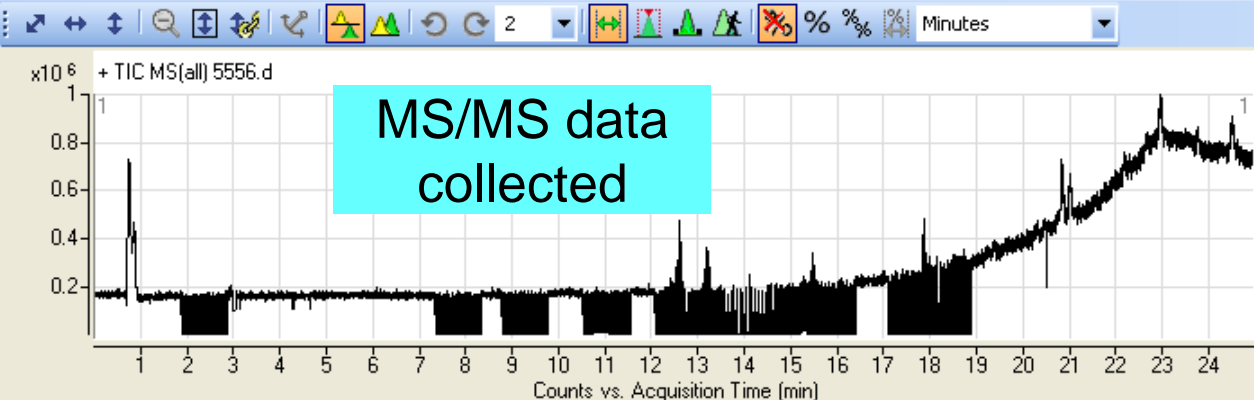 2 % % % Minutes
x10 6 + TIC MS(all) 5556.d
1 1 1
MS/MS data
collected
0.8
0.6
0.4
0.2
1 2 3 4 5 6 7 8 9 10 11 12 13 14 15 16 17 18 19 20 21 22 23 24
Counts vs. Acquisition Time (min)